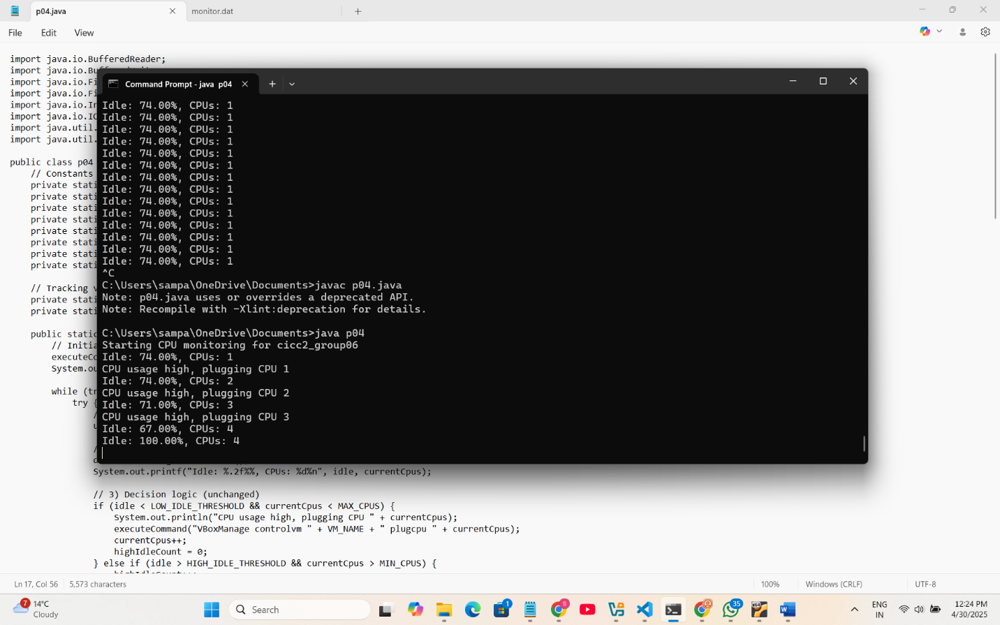 p04.java
monitor.dat
File Edit View
import java.io.BufferedReader;
import java.io.Bu
import java.io.Fi
import java.io.Fi
import java.io.In
import java.io.IO
import java.util.
import java.util.
public class p04
// Constants
private stati
private stati
private stati
private stati
private stati
private stati
private stati
private stati
// Tracking v
private stati
private stati
public static
// Initia
executeCo
System.ou
while (tr
try {
Command Prompt - java p04
Idle: 74.00%, CPUs: 1
Idle: 74.00%, CPUs: 1
Idle: 74.00%, CPUs: 1
Idle: 74.00%, CPUs: 1
Idle: 74.00%, CPUs: 1
Idle: 74.00%, CPUs: 1
Idle: 74.00%, CPUs: 1
Idle: 74.00%, CPUs: 1
Idle: 74.00%, CPUs: 1
Idle: 74.00%, CPUs: 1
Idle: 74.00%, CPUs: 1
Idle: 74.00%, CPUs: 1
Idle: 74.00%, CPUs: 1
Idle: 74.00%, CPUs: 1
^C
C:\Users\sampa\OneDrive\Documents>javac p04.java
Note: p04.java uses or overrides a deprecated API.
Note: Recompile with -Xlint:deprecation for details.
C:\Users\sampa\OneDrive\Documents>java p04
Starting CPU monitoring for cicc2_group06
Idle: 74.00%, CPUs: 1
CPU usage high, plugging CPU 1
Idle: 74.00%, CPUs: 2
CPU usage high, plugging CPU 2
Idle: 71.00%, CPUs: 3
CPU usage high, plugging CPU 3
Idle: 67.00%, CPUs: 4
Idle: 100.00%, CPUs: 4
System.out.printf("Idle: %.2f%%, CPUs: %d%n", idle, currentCpus);
// 3) Decision logic (unchanged)
if (idle < LOW_IDLE_THRESHOLD && currentCpus < MAX_CPUS) {
System.out.println("CPU usage high, plugging CPU " + currentCpus);
executeCommand("VBoxManage controlvm " + VM_NAME + " plugcpu " + currentCpus);
currentCpus++;
highIdleCount = 0;
} else if (idle > HIGH_IDLE_THRESHOLD && currentCpus > MIN_CPUS) {
Ln 17, Col 56 5,573 characters 100% Windows (CRLF) UTF-8
7 14°C
Cloudy
Search
1
S
35
ENG
IN
12:24 PM
4/30/2025